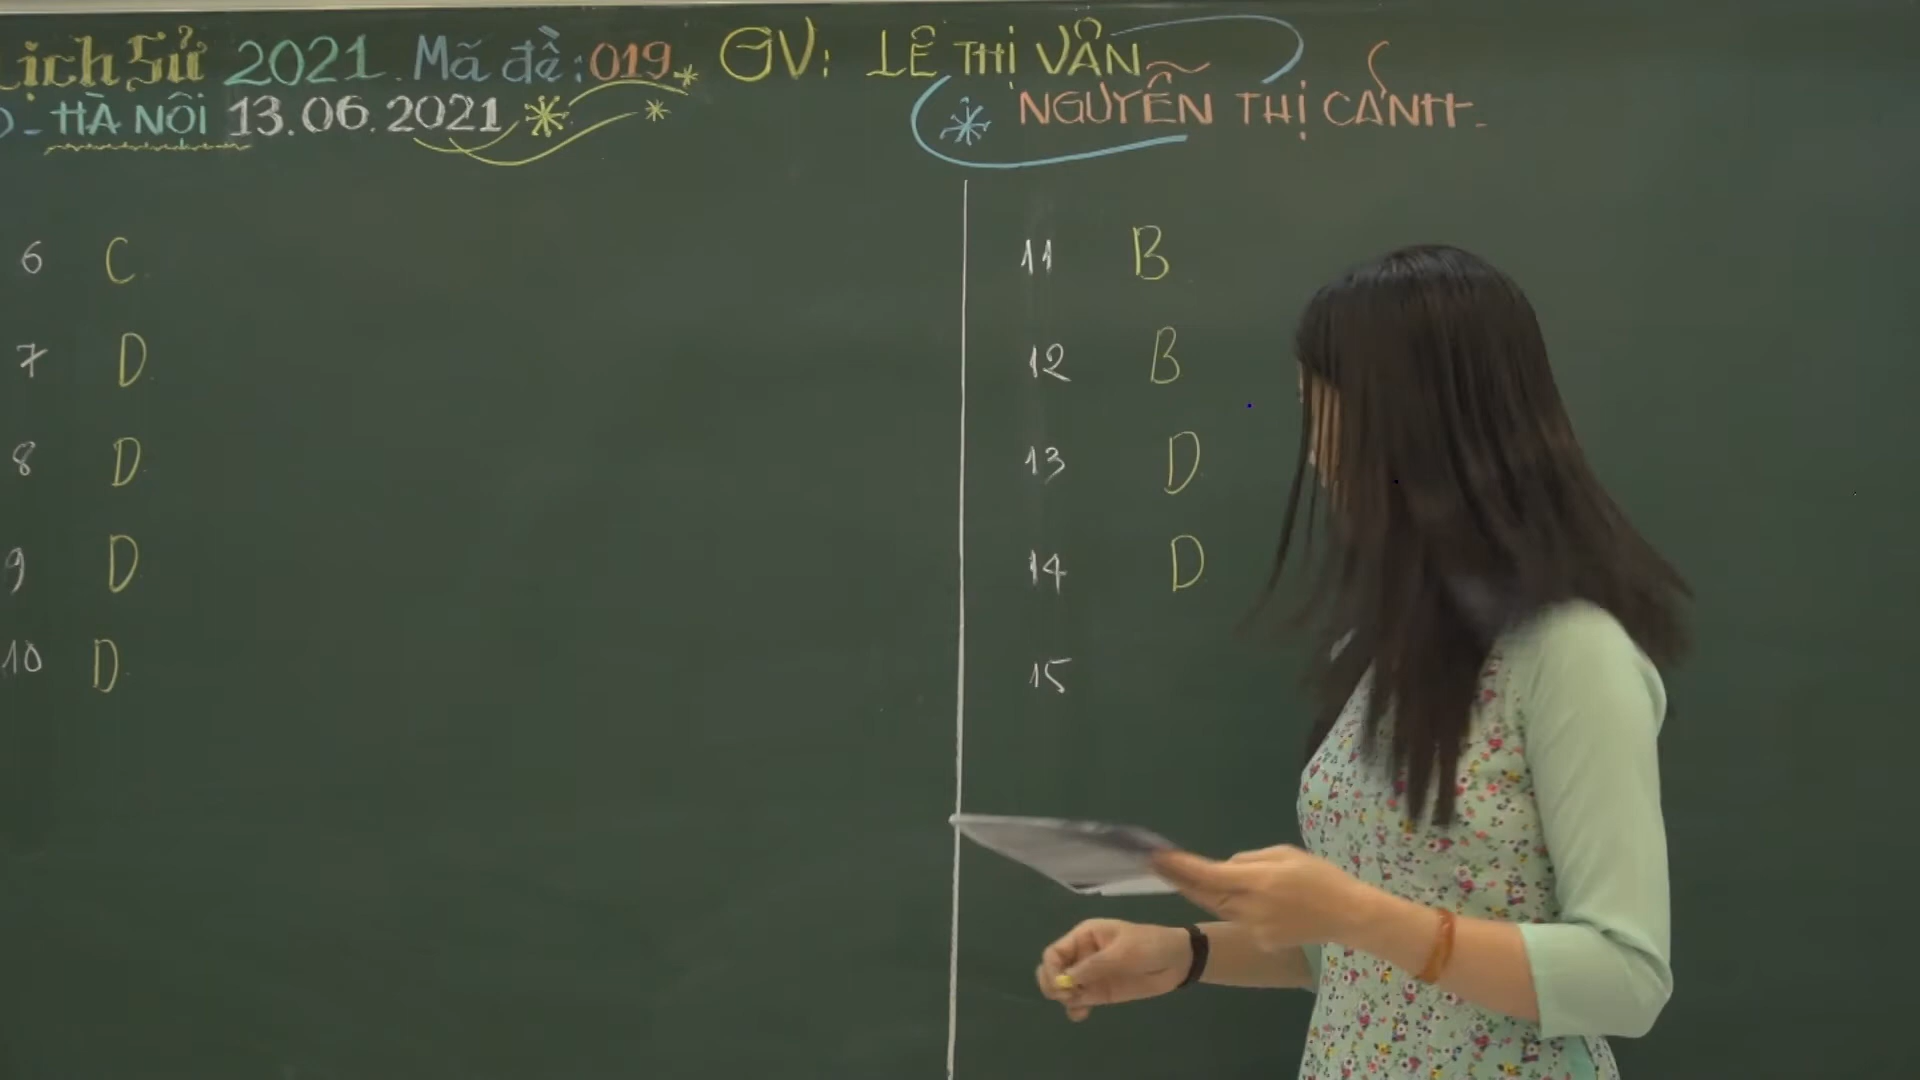 Lịch Sử 2021. Mã đề: 019. GV: LÊ THỊ VÂN
- HÀ NỘI 13.06.2021 NGUYỄN THỊ CẢNH.
6 C.
7 D.
8 D.
9 D.
10 D.
11 B.
12 B
13 D.
14 D.
15